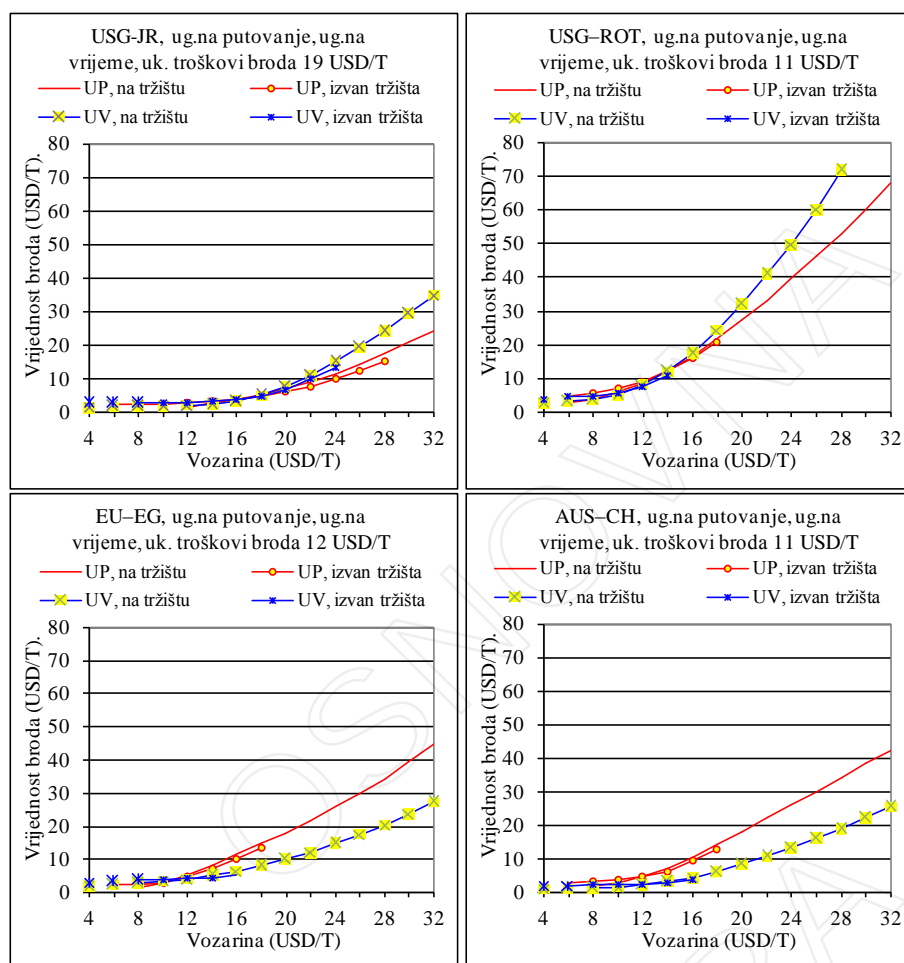 USG-JR, ug.na putovanje, ug.na
vrijeme, uk. troškovi broda 19 USD/T
UP, na tržištu
UP, izvan tržišta
UV, na tržištu
UV, izvan tržišta
Vrijednost broda (USD/T).
80
70
60
50
40
30
20
10
0
4 8 12 16 20 24 28 32
Vozarina (USD/T)
USG–ROT, ug.na putovanje, ug.na
vrijeme, uk. troškovi broda 11 USD/T
UP, na tržištu
UP, izvan tržišta
UV, na tržištu
UV, izvan tržišta
Vrijednost broda (USD/T).
80
70
60
50
40
30
20
10
0
4 8 12 16 20 24 28 32
Vozarina (USD/T)
EU–EG, ug.na putovanje, ug.na
vrijeme, uk. troškovi broda 12 USD/T
UP, na tržištu
UP, izvan tržišta
UV, na tržištu
UV, izvan tržišta
Vrijednost broda (USD/T).
80
70
60
50
40
30
20
10
0
4 8 12 16 20 24 28 32
Vozarina (USD/T)
AUS–CH, ug.na putovanje, ug.na
vrijeme, uk. troškovi broda 11 USD/T
UP, na tržištu
UP, izvan tržišta
UV, na tržištu
UV, izvan tržišta
Vrijednost broda (USD/T).
80
70
60
50
40
30
20
10
0
4 8 12 16 20 24 28 32
Vozarina (USD/T)
OSNOVNA